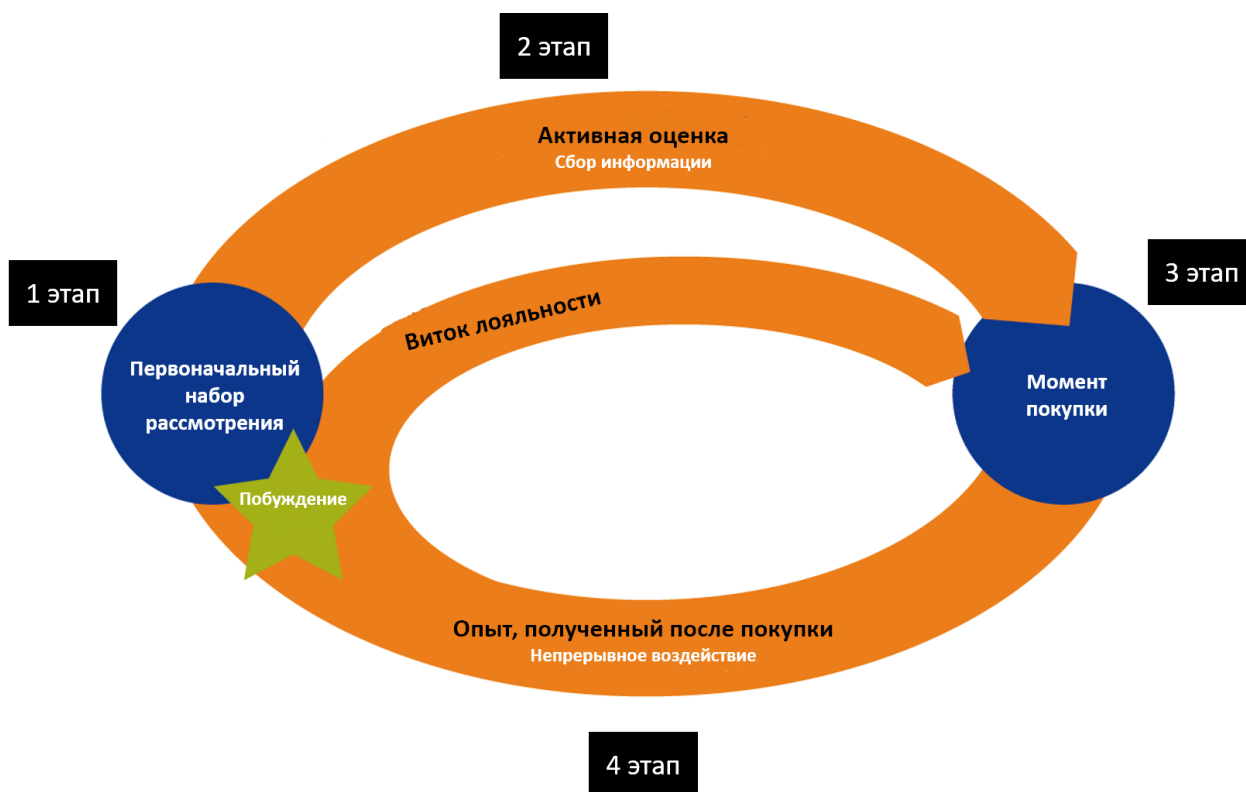 2 этап
Активная оценка
Сбор информации
1 этап
3 этап
Виток лояльности
Первоначальный
набор
рассмотрения
Момент
покупки
Побуждение
Опыт, полученный после покупки
Непрерывное воздействие
4 этап